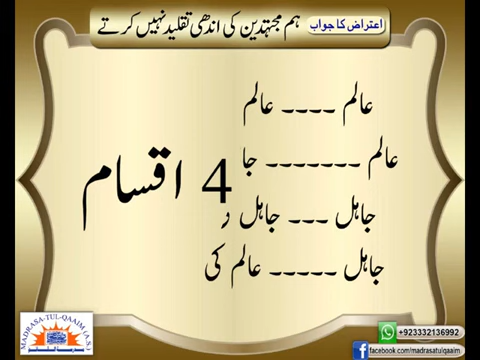 اعتراض کا جواب ہم مجتہدین کی اندھی تقلید نہیں کرتے
عالم ---- عالم
عالم ------- جا
4 اقسام
جاہل --- جاہل و
جاہل ----- عالم کی
MADRASA-TUL-QAAIM (A.S.)
+923332136992
facebook.com/madrasatulqaaim